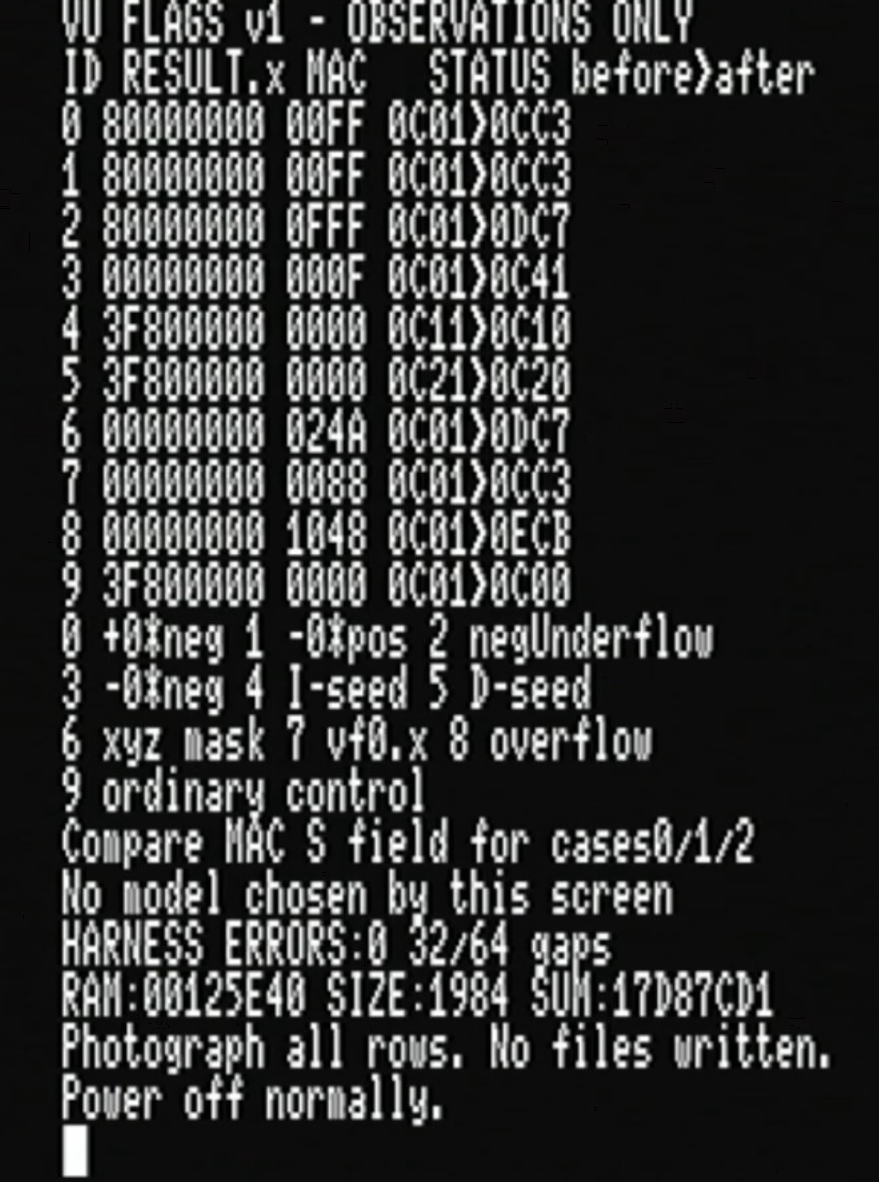 VU FLAGS v1 - OBSERVATIONS ONLY
ID RESULT.x MAC   STATUS before>after
0 80000000 00FF 0C01>0CC3
1 80000000 00FF 0C01>0CC3
2 80000000 0FFF 0C01>0DC7
3 00000000 000F 0C01>0C41
4 3F800000 0000 0C11>0C10
5 3F800000 0000 0C21>0C20
6 00000000 024A 0C01>0DC7
7 00000000 0088 0C01>0CC3
8 00000000 1048 0C01>0ECB
9 3F800000 0000 0C01>0C00
0 +0*neg 1 -0*pos 2 negUnderflow
3 -0*neg 4 I-seed 5 D-seed
6 xyz mask 7 vf0.x 8 overflow
9 ordinary control
Compare MAC S field for cases0/1/2
No model chosen by this screen
HARNESS ERRORS:0 32/64 gaps
RAM:00125E40 SIZE:1984 SUM:17D87CD1
Photograph all rows. No files written.
Power off normally.